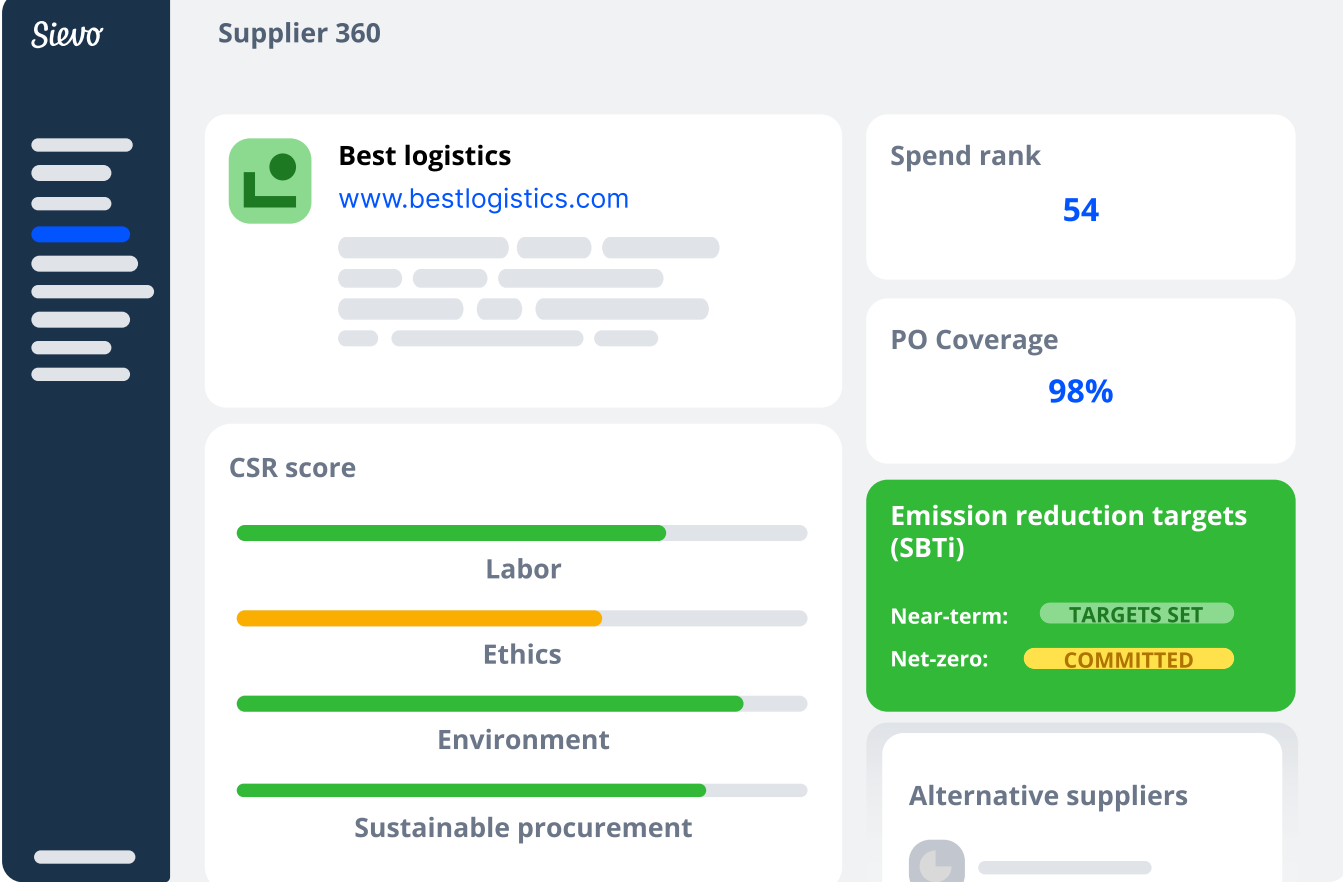 Sievo
Supplier 360
Best logistics
www.bestlogistics.com
CSR score
Labor
Ethics
Environment
Sustainable procurement
Spend rank
54
PO Coverage
98%
Emission reduction targets
(SBTi)
Near-term: TARGETS SET
Net-zero: COMMITTED
Alternative suppliers